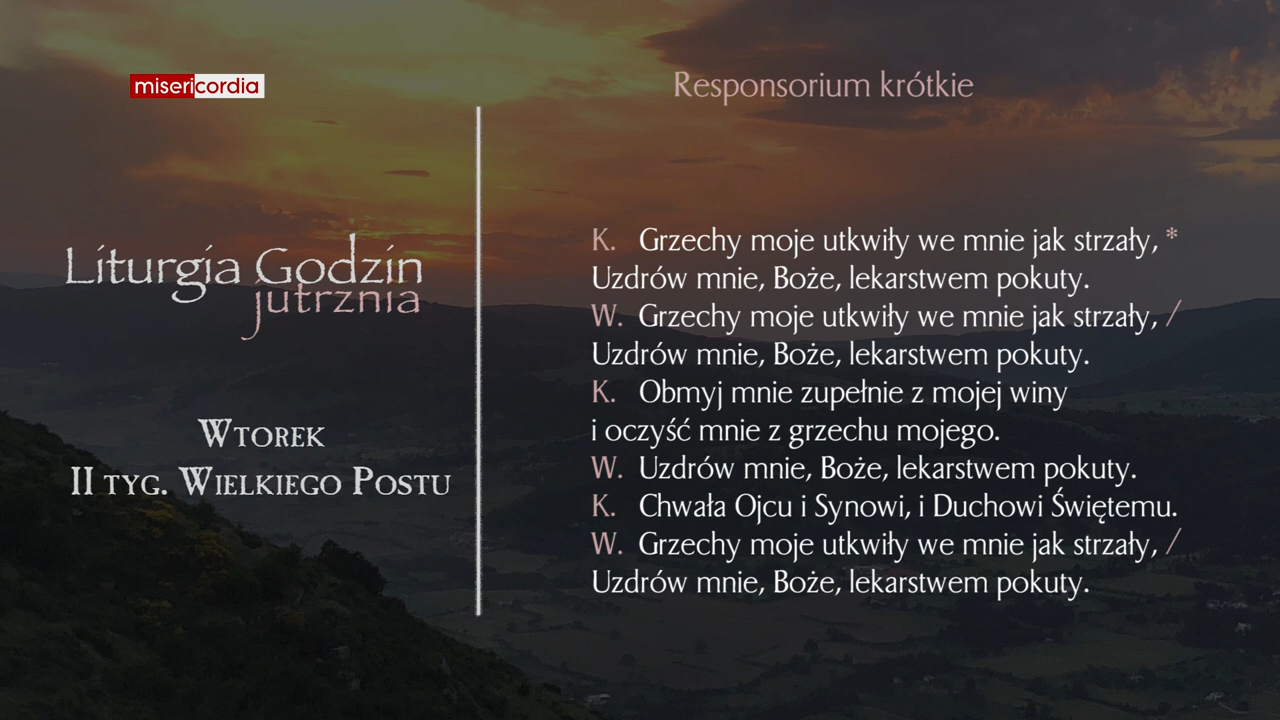 misericordia
Liturgia Godzin
jutrznia
Wtorek
II tyg. Wielkiego Postu
Responsorium krótkie
K. Grzechy moje utkwiły we mnie jak strzały, *
Uzdrów mnie, Boże, lekarstwem pokuty.
W. Grzechy moje utkwiły we mnie jak strzały, /
Uzdrów mnie, Boże, lekarstwem pokuty.
K. Obmyj mnie zupełnie z mojej winy
i oczyść mnie z grzechu mojego.
W. Uzdrów mnie, Boże, lekarstwem pokuty.
K. Chwała Ojcu i Synowi, i Duchowi Świętemu.
W. Grzechy moje utkwiły we mnie jak strzały, /
Uzdrów mnie, Boże, lekarstwem pokuty.